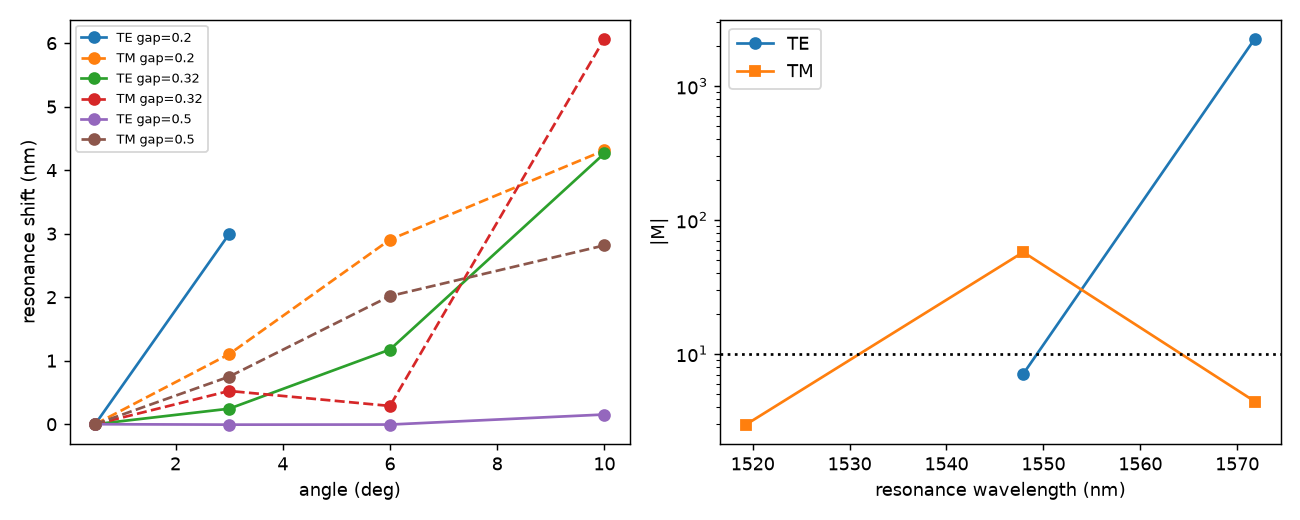 TE gap=0.2
TM gap=0.2
TE gap=0.32
TM gap=0.32
TE gap=0.5
TM gap=0.5
resonance shift (nm)
6
5
4
3
2
1
0
2 4 6 8 10
angle (deg)
TE
TM
|M|
10³
10²
10¹
1520 1530 1540 1550 1560 1570
resonance wavelength (nm)